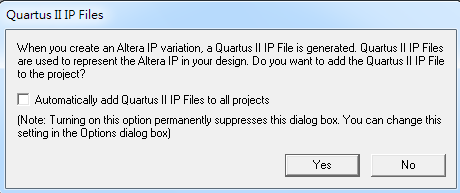 Quartus II IP Files
When you create an Altera IP variation, a Quartus II IP File is generated. Quartus II IP Files
are used to represent the Altera IP in your design. Do you want to add the Quartus II IP File
to the project?
Automatically add Quartus II IP Files to all projects
(Note: Turning on this option permanently suppresses this dialog box. You can change this
setting in the Options dialog box)
Yes No